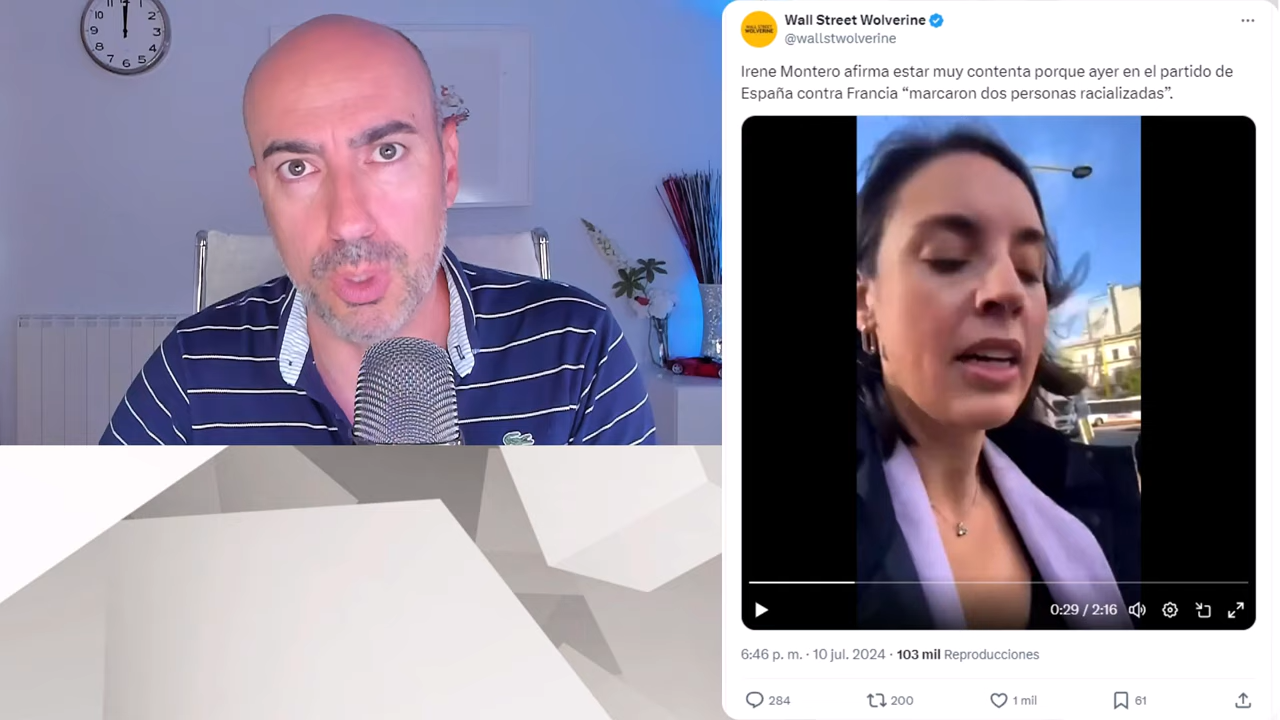 Wall Street Wolverine
@wallstwolverine
Irene Montero afirma estar muy contenta porque ayer en el partido de
España contra Francia “marcaron dos personas racializadas”.
0:29 / 2:16
6:46 p. m. · 10 jul. 2024 · 103 mil Reproducciones
284 200 1 mil 61